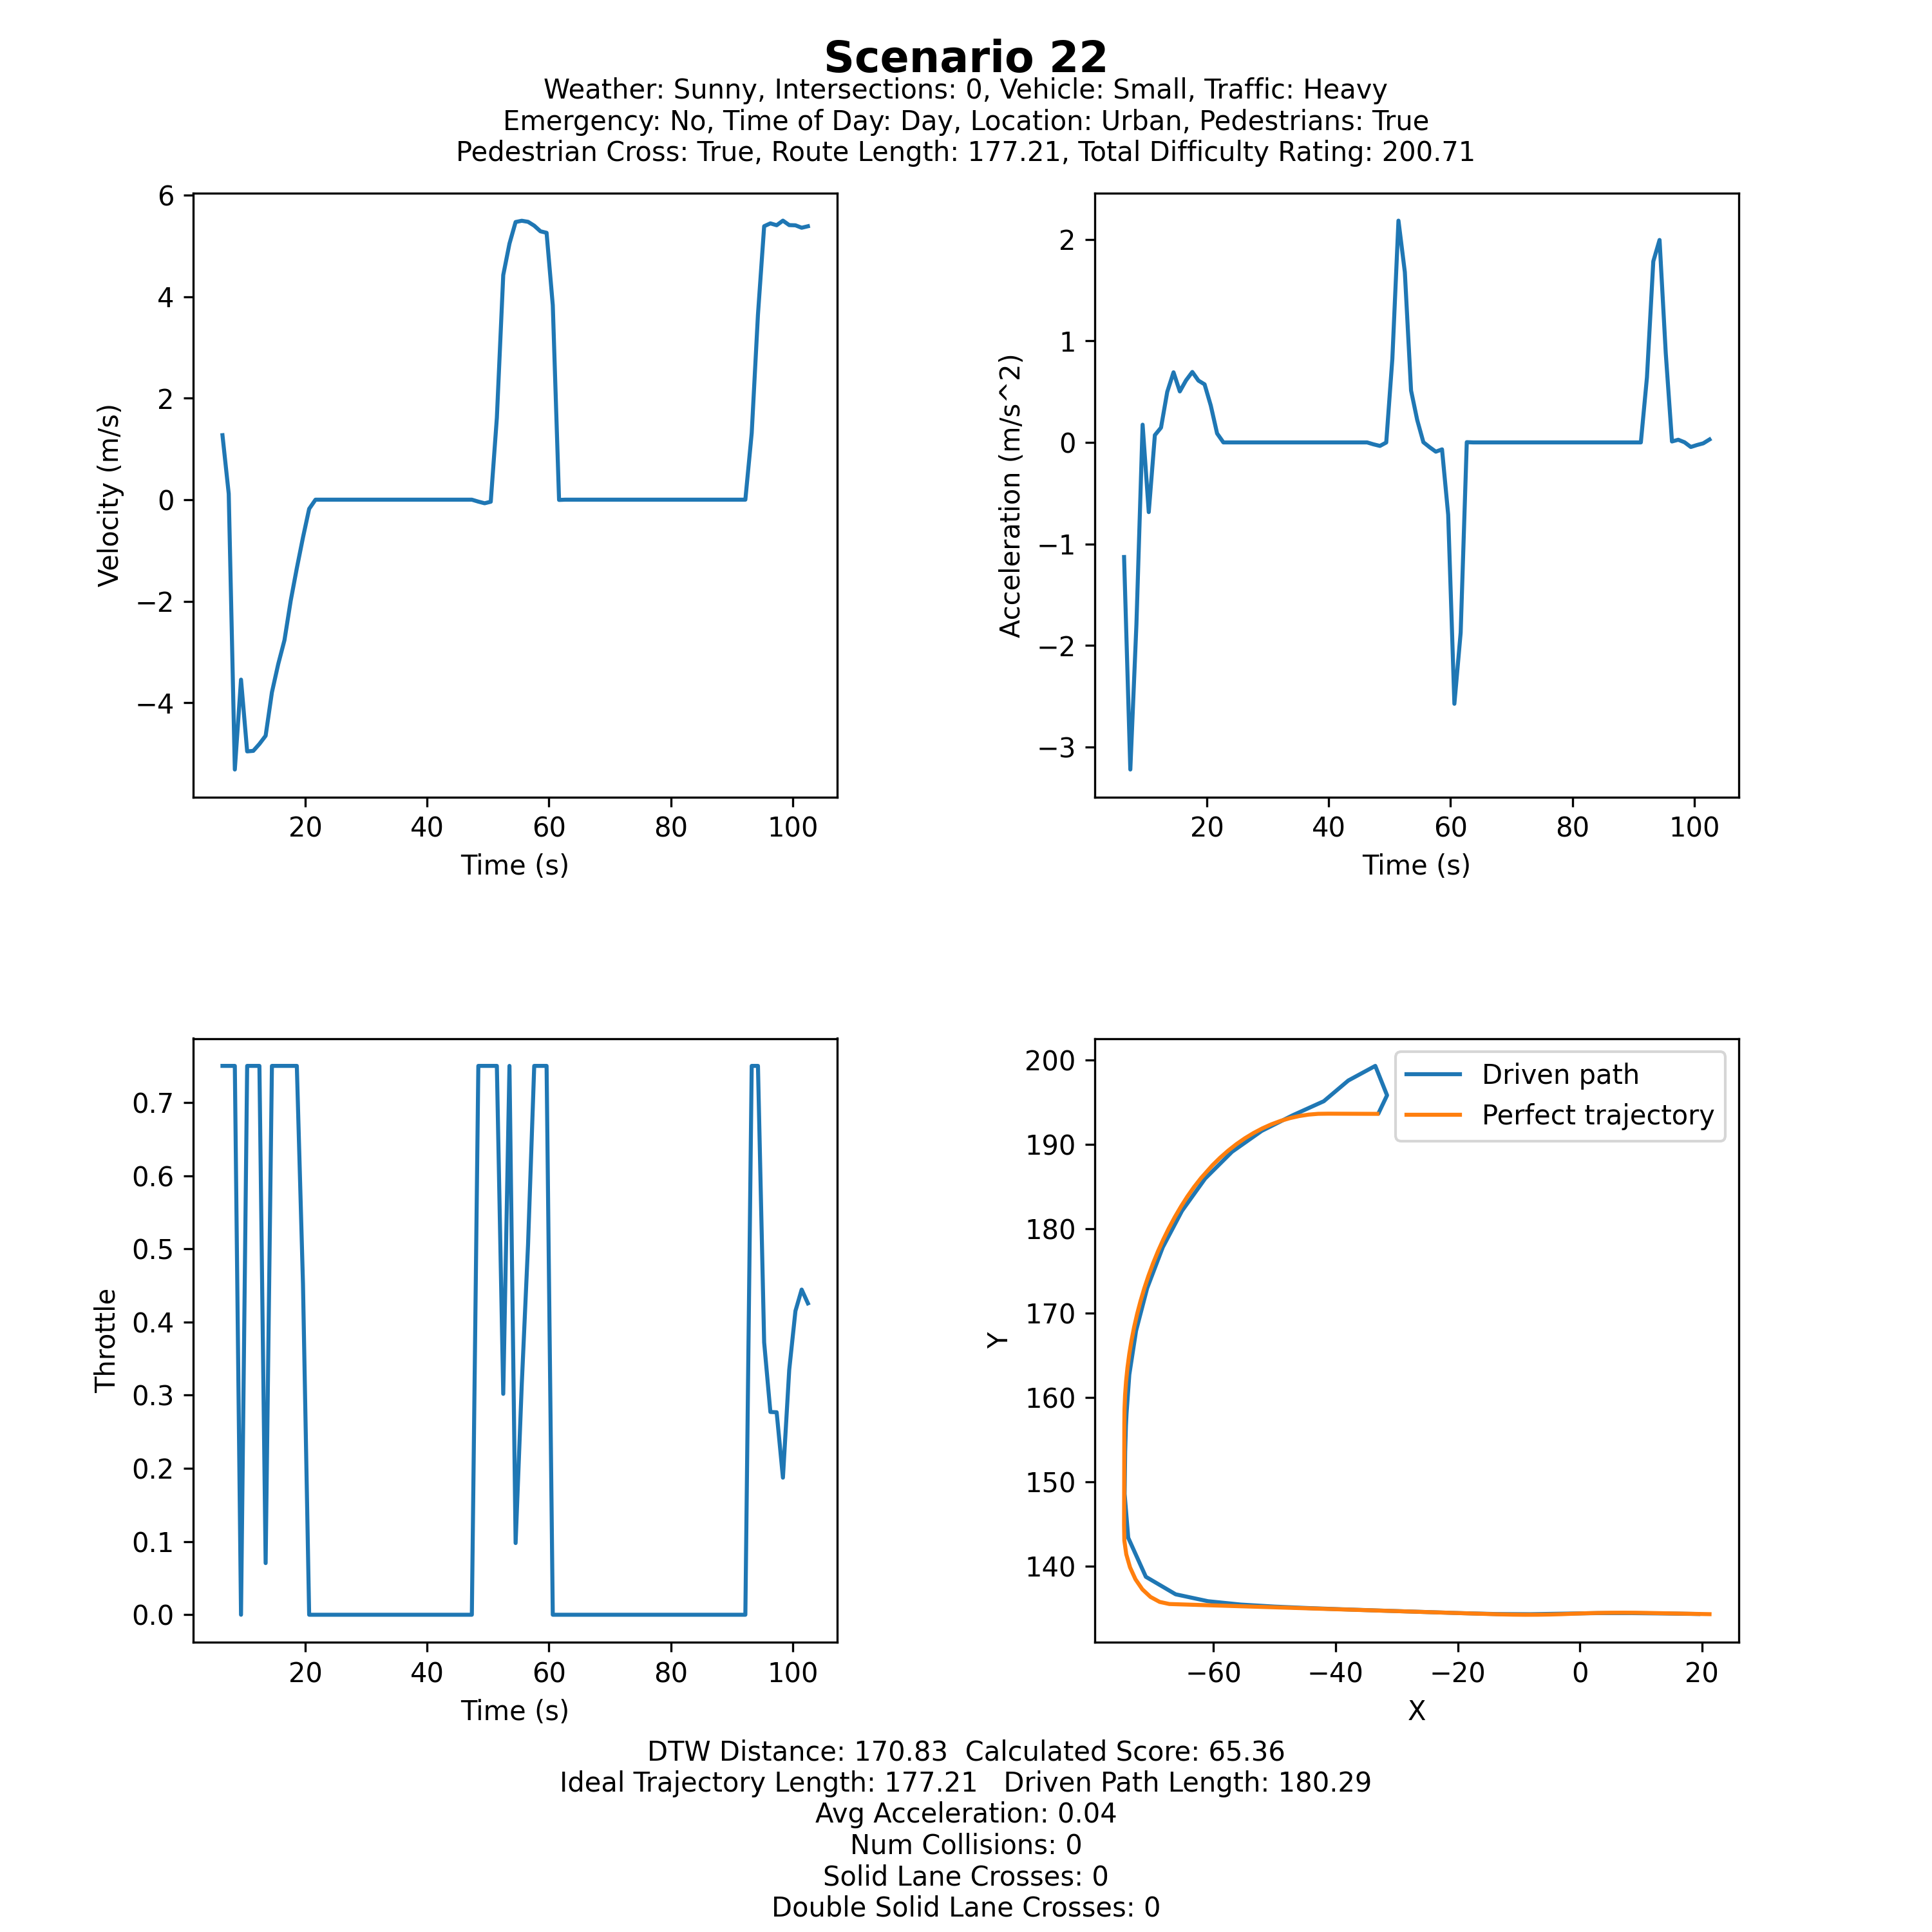 Scenario 22
Weather: Sunny, Intersections: 0, Vehicle: Small, Traffic: Heavy
Emergency: No, Time of Day: Day, Location: Urban, Pedestrians: True
Pedestrian Cross: True, Route Length: 177.21, Total Difficulty Rating: 200.71
6
4
2
0
−2
−4
Velocity (m/s)
20 40 60 80 100
Time (s)
2
1
0
−1
−2
−3
Acceleration (m/s^2)
20 40 60 80 100
Time (s)
0.7
0.6
0.5
0.4
0.3
0.2
0.1
0.0
Throttle
20 40 60 80 100
Time (s)
200
190
180
170
160
150
140
Y
Driven path
Perfect trajectory
−60 −40 −20 0 20
X
DTW Distance: 170.83 Calculated Score: 65.36
Ideal Trajectory Length: 177.21 Driven Path Length: 180.29
Avg Acceleration: 0.04
Num Collisions: 0
Solid Lane Crosses: 0
Double Solid Lane Crosses: 0